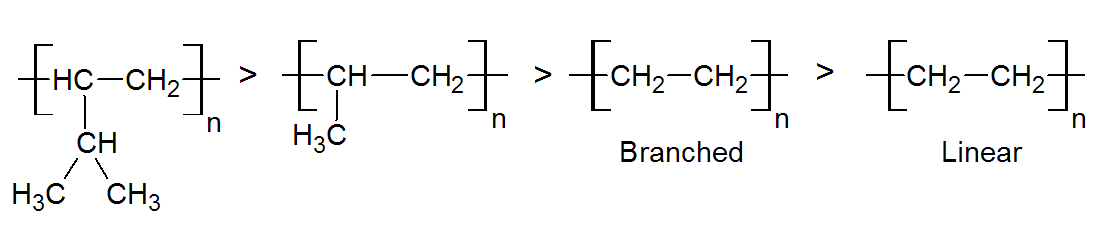 HC CH2 n > CH CH2 n > CH2 CH2 n > CH2 CH2 n
H3C
CH
Branched Linear
H3C CH3